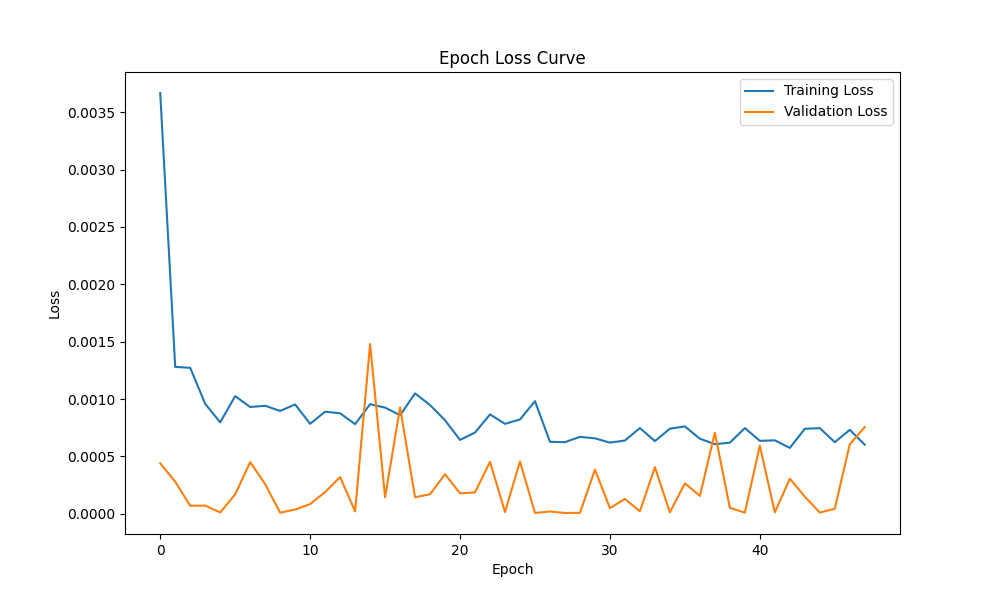 Epoch Loss Curve
Training Loss
Validation Loss
0.0035
0.0030
0.0025
0.0020
0.0015
0.0010
0.0005
0.0000
Loss
0 10 20 30 40
Epoch